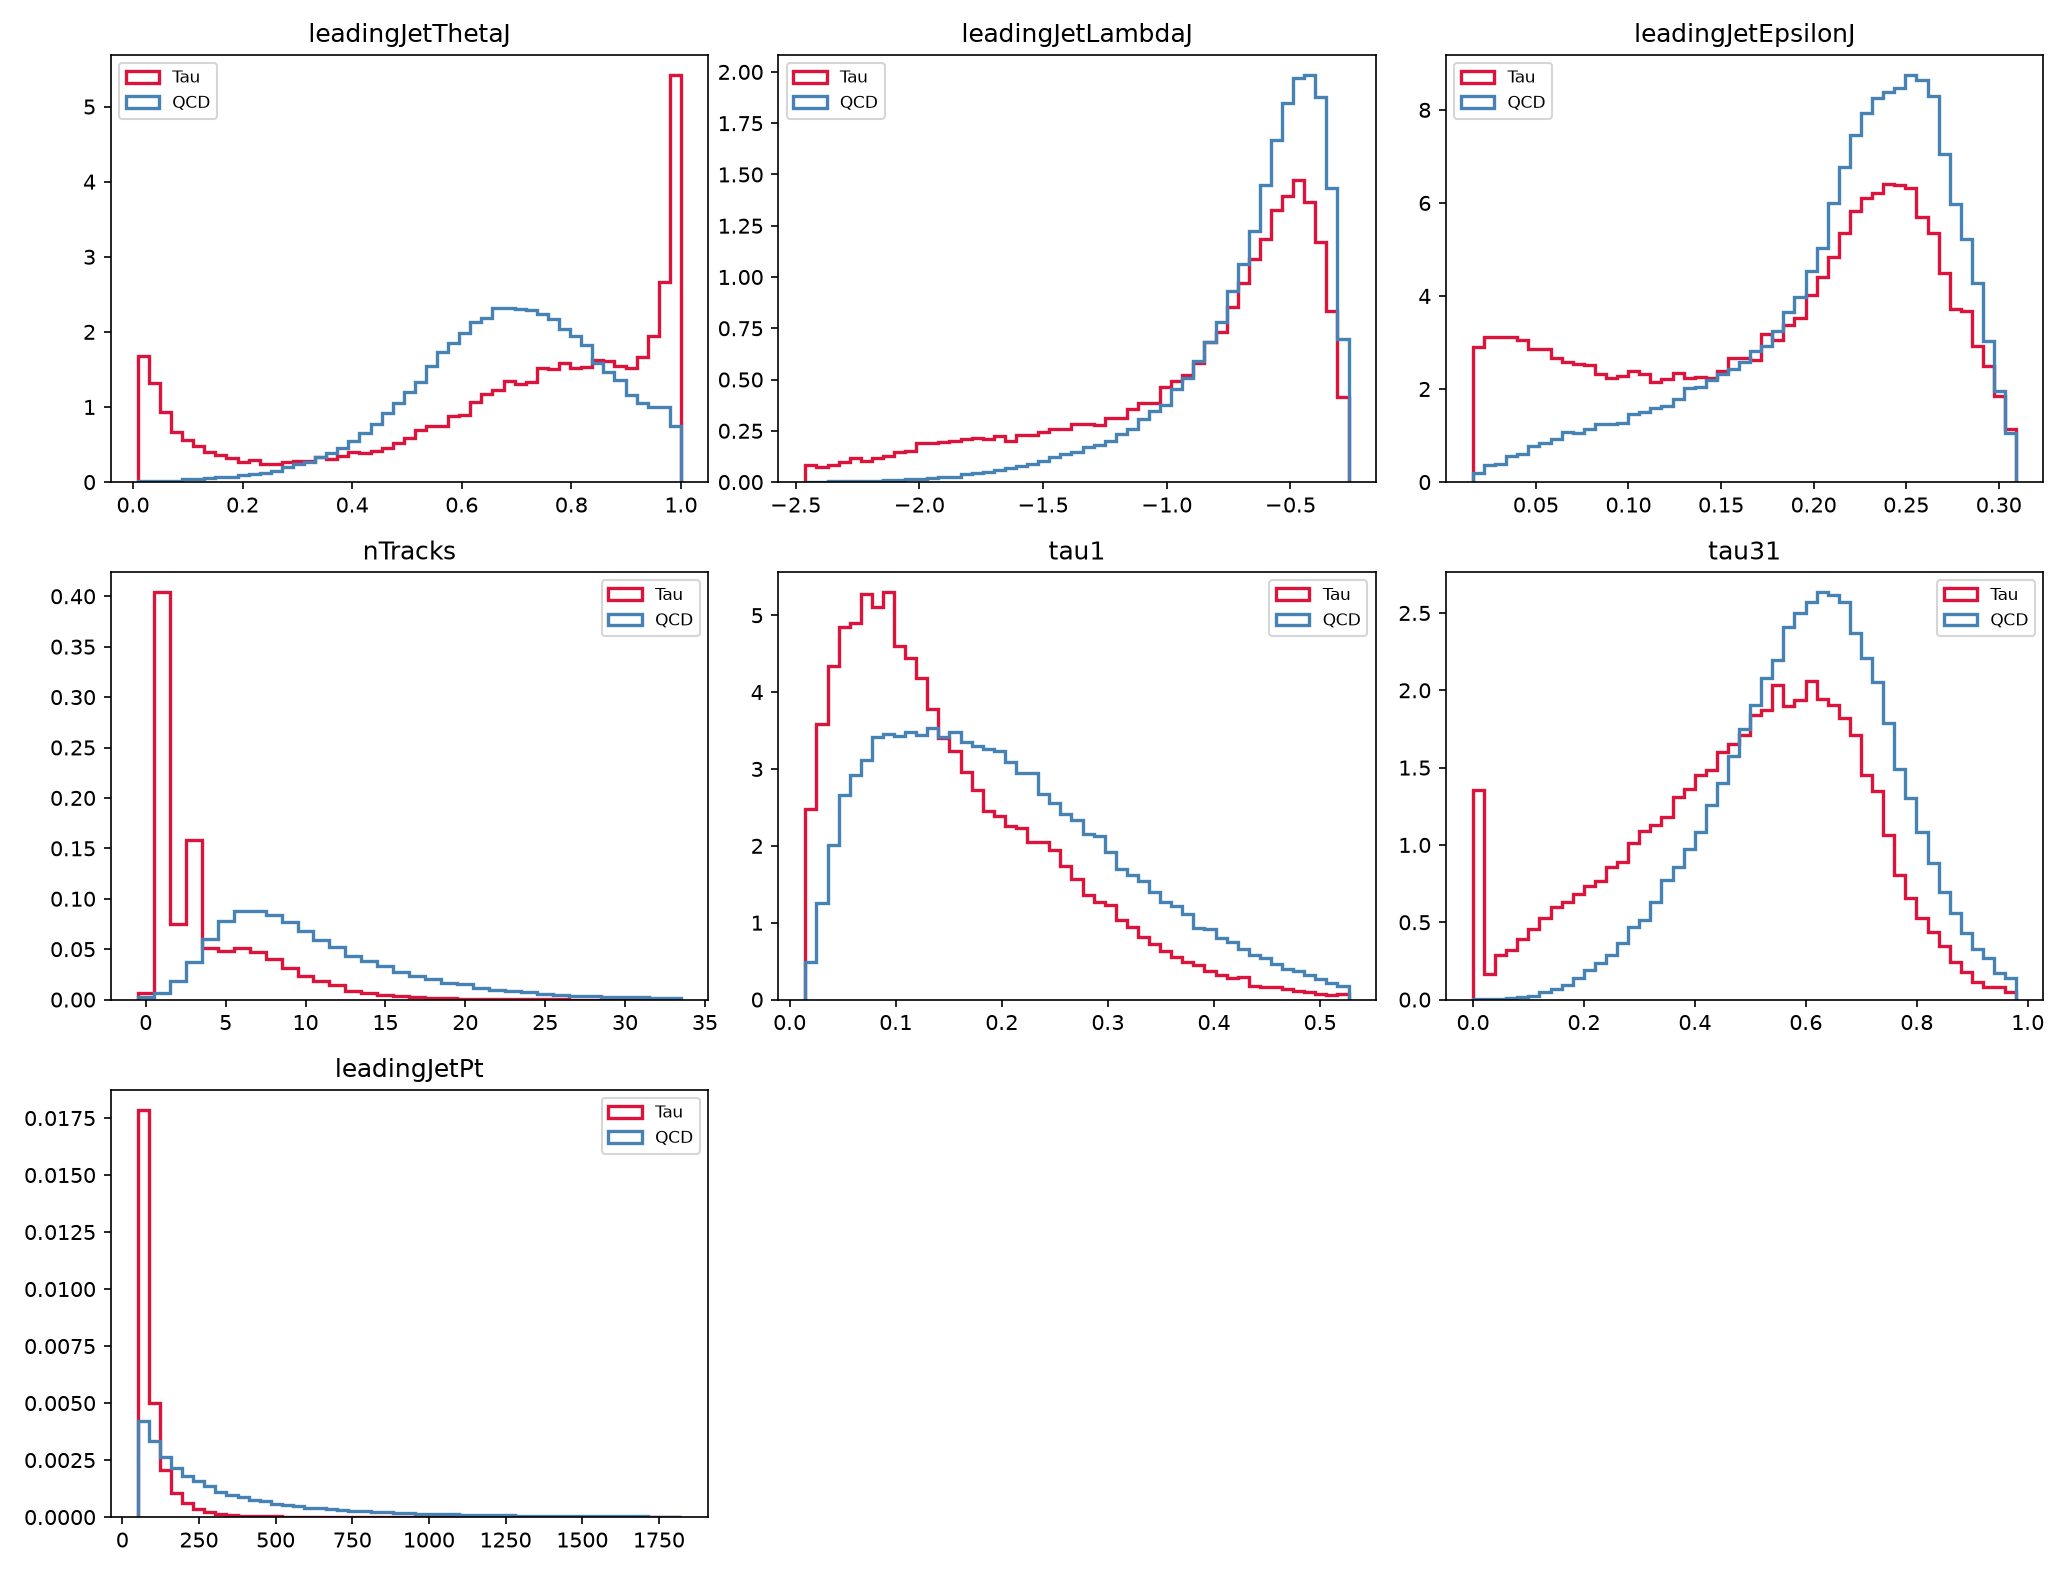 leadingJetThetaJ
Tau
QCD
5
4
3
2
1
0
0.0 0.2 0.4 0.6 0.8 1.0
leadingJetLambdaJ
Tau
QCD
2.00
1.75
1.50
1.25
1.00
0.75
0.50
0.25
0.00
−2.5 −2.0 −1.5 −1.0 −0.5
leadingJetEpsilonJ
Tau
QCD
8
6
4
2
0
0.05 0.10 0.15 0.20 0.25 0.30
nTracks
Tau
QCD
0.40
0.35
0.30
0.25
0.20
0.15
0.10
0.05
0.00
0 5 10 15 20 25 30 35
tau1
Tau
QCD
5
4
3
2
1
0
0.0 0.1 0.2 0.3 0.4 0.5
tau31
Tau
QCD
2.5
2.0
1.5
1.0
0.5
0.0
0.0 0.2 0.4 0.6 0.8 1.0
leadingJetPt
Tau
QCD
0.0175
0.0150
0.0125
0.0100
0.0075
0.0050
0.0025
0.0000
0 250 500 750 1000 1250 1500 1750